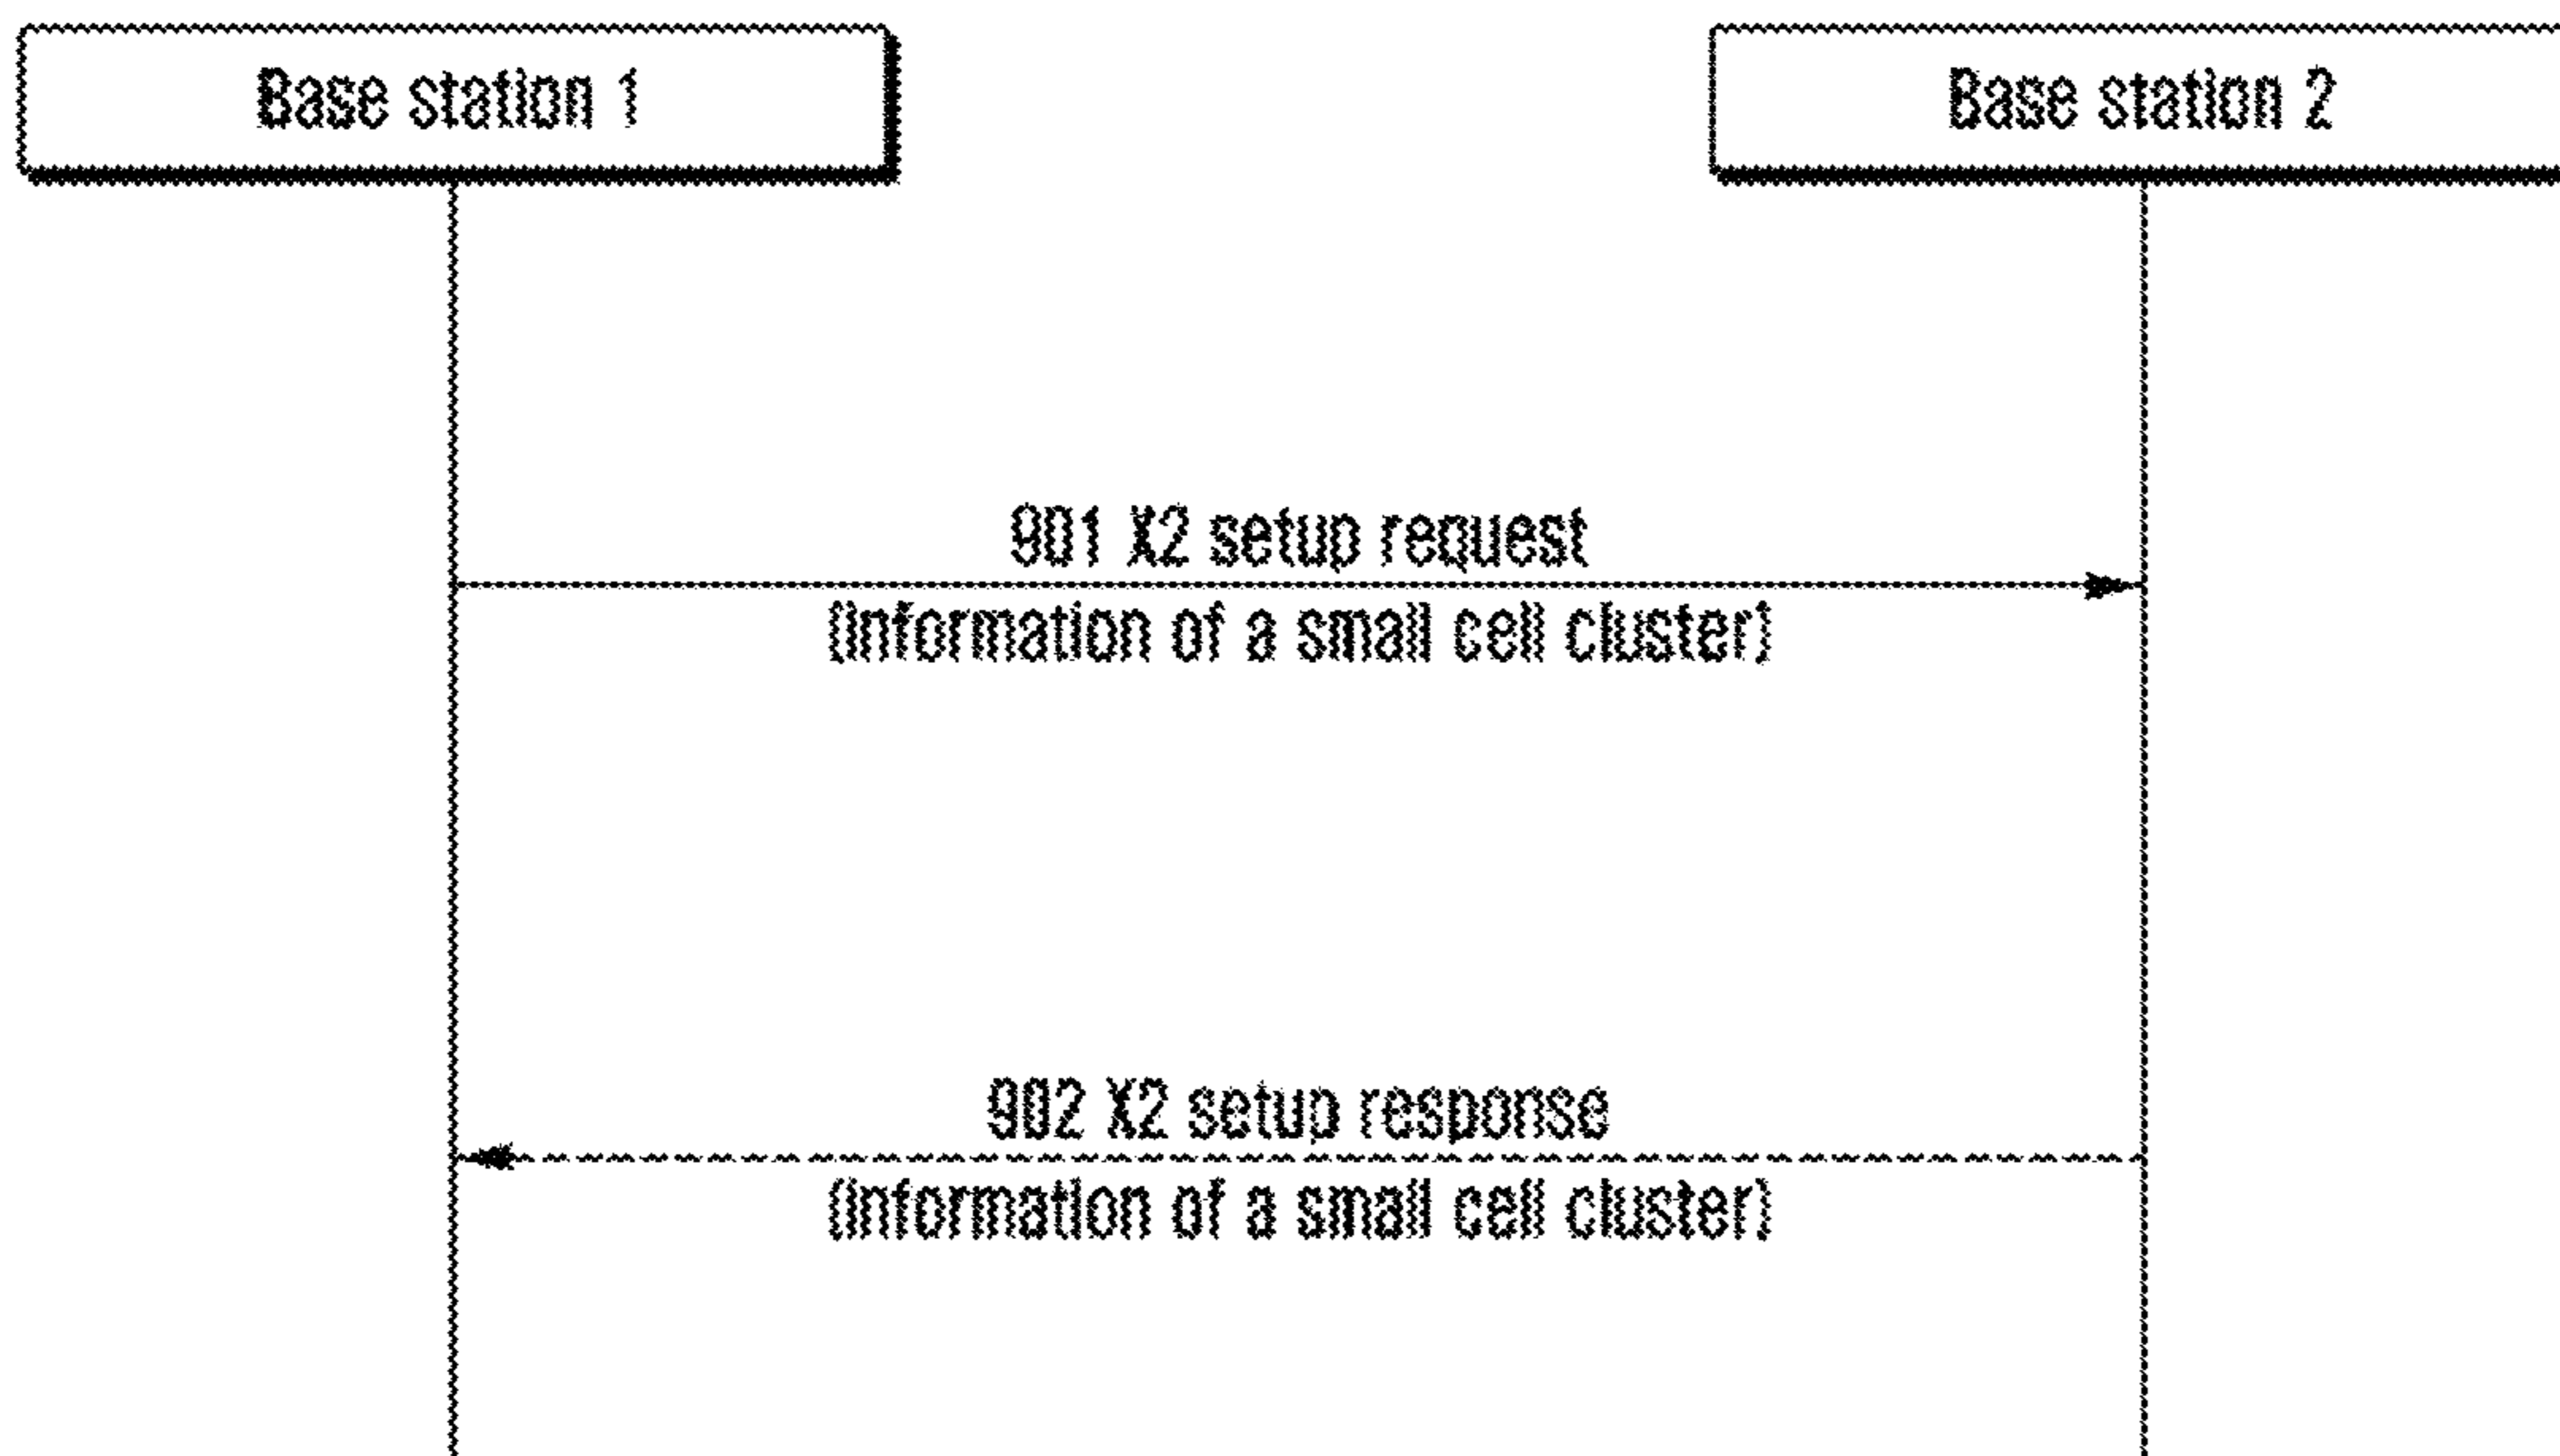 Base station 1
Base station 2
901 X2 setup request
(information of a small cell cluster)
902 X2 setup response
(information of a small cell cluster)